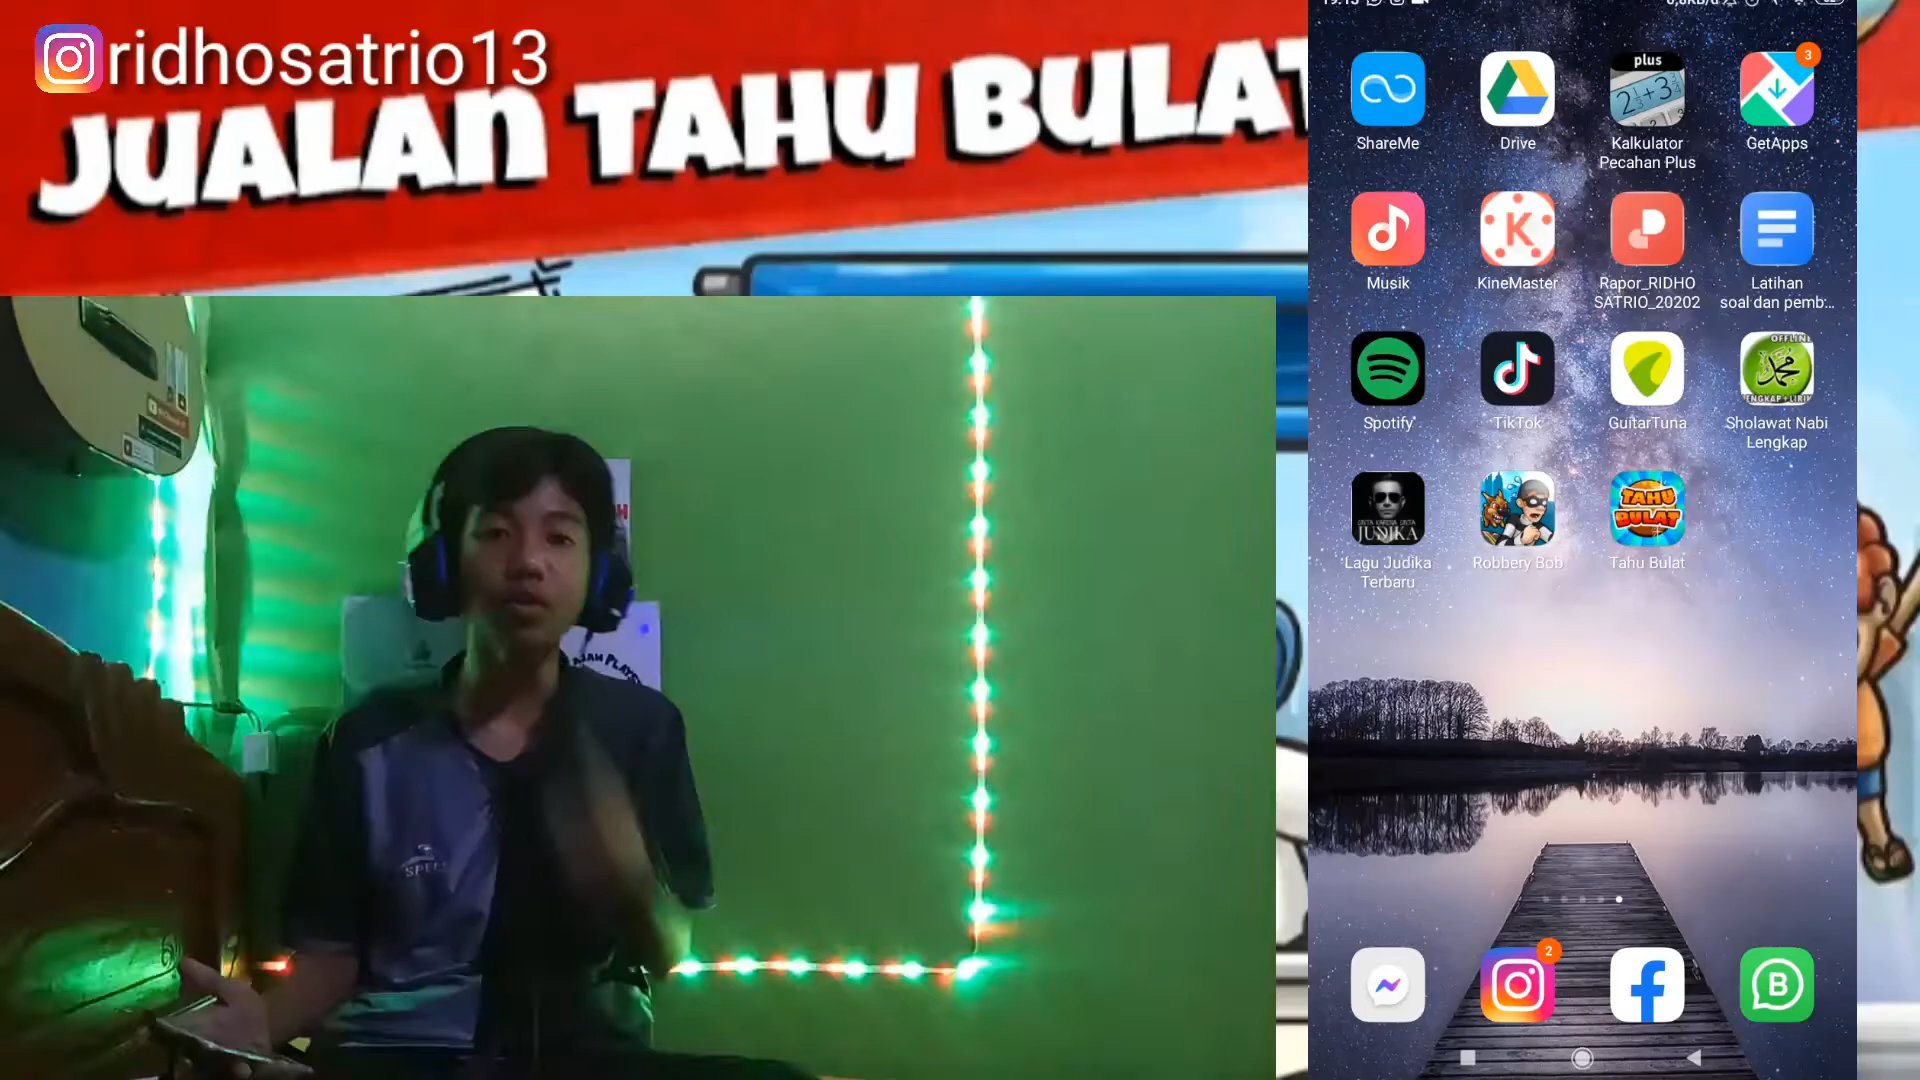 ridhosatrio13
JUALAN TAHU BULAT
plus
3
ShareMe
Drive
Kalkulator
Pecahan Plus
GetApps
Musik
KineMaster
Rapor_RIDHO
SATRIO_20202
Latihan
soal dan pemb...
OFFLINE
Spotify
TikTok
GuitarTuna
Sholawat Nabi
Lengkap
JUDIKA
TAHU
BULAT
Lagu Judika
Terbaru
Robbery Bob
Tahu Bulat
2